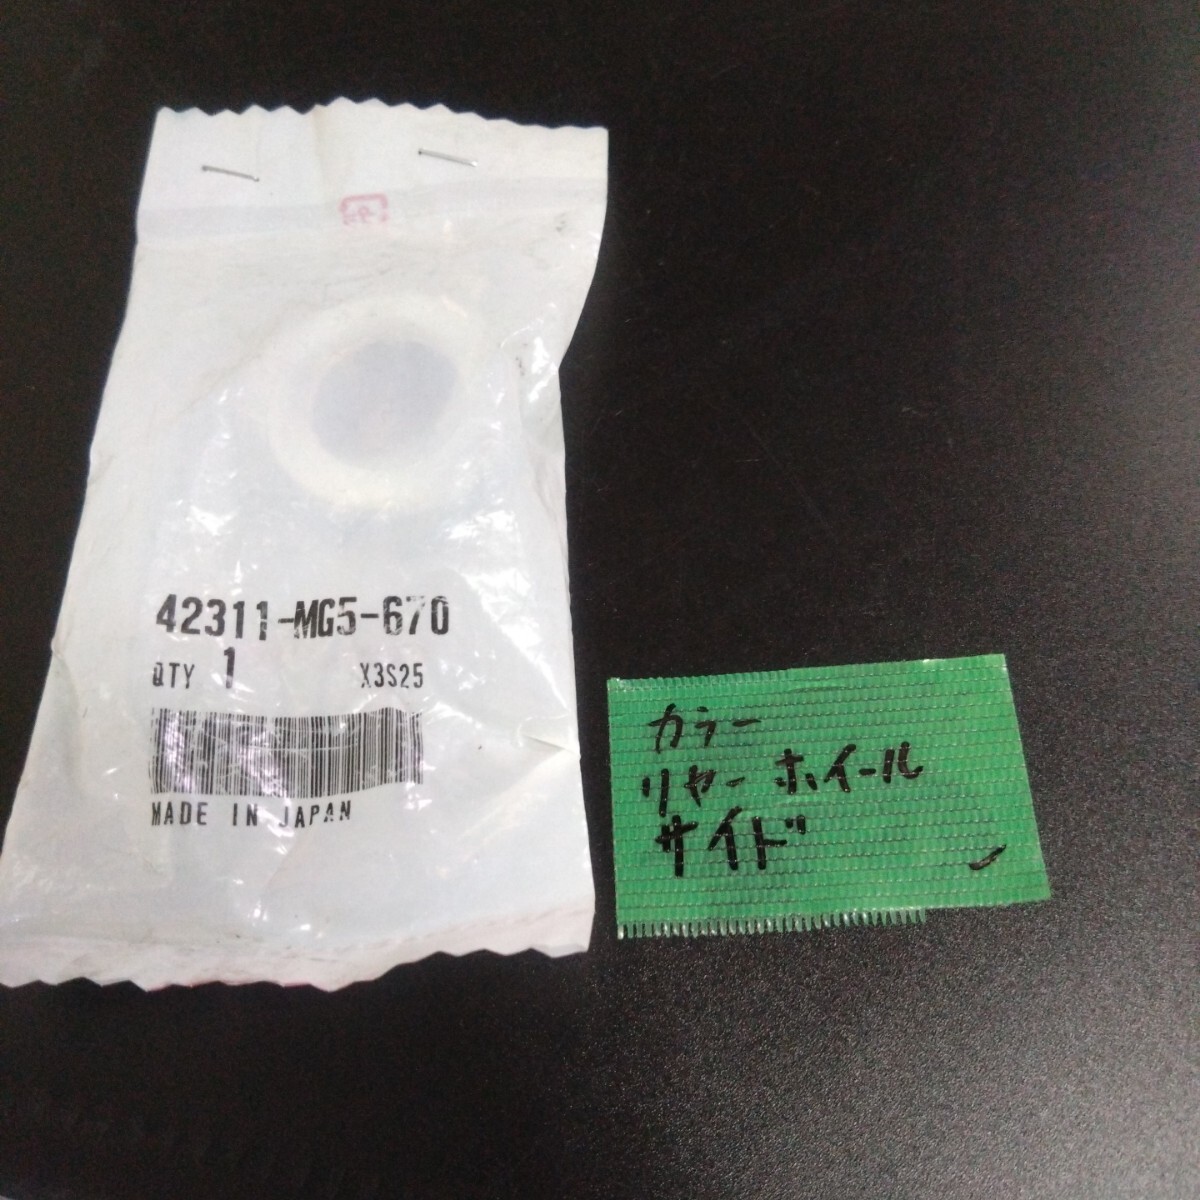 42311-MG5-670
QTY 1 X3S25
MADE IN JAPAN
カラー
リヤーホイール
サイド